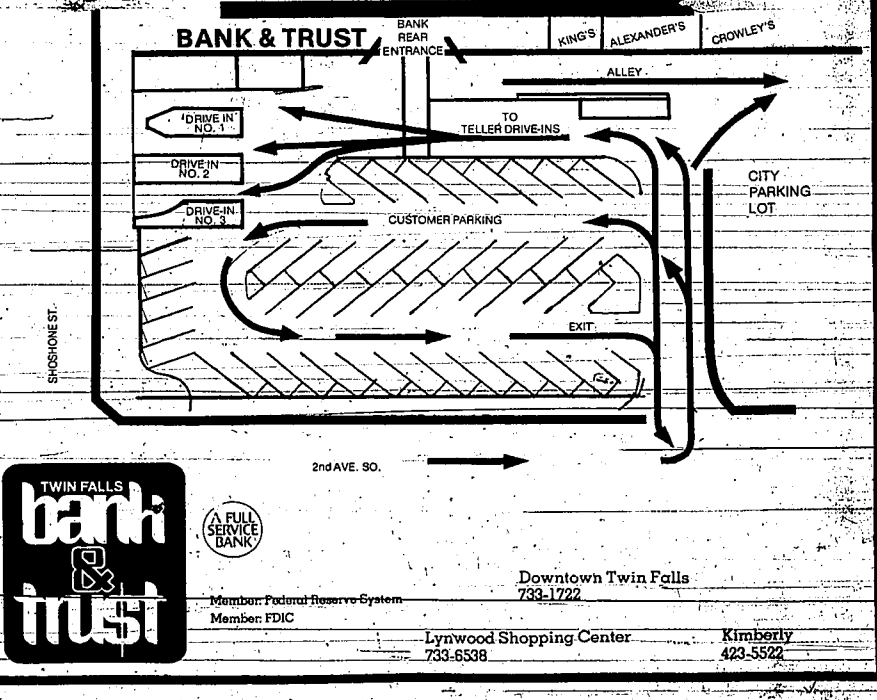 BANK & TRUST
BANK
REAR
ENTRANCE
KING'S
ALEXANDER'S
CROWLEY'S
ALLEY
DRIVE IN
NO. 1
TO
TELLER DRIVE-INS
DRIVE-IN
NO. 2
CITY
PARKING
LOT
DRIVE-IN
NO. 3
CUSTOMER PARKING
SHOSHONE ST.
EXIT
2nd AVE. SO.
TWIN FALLS
bank
&
trust
A FULL
SERVICE
BANK
Member: Federal Reserve System
Member: FDIC
Downtown Twin Falls
733-1722
Lynwood Shopping Center
733-6538
Kimberly
423-5522